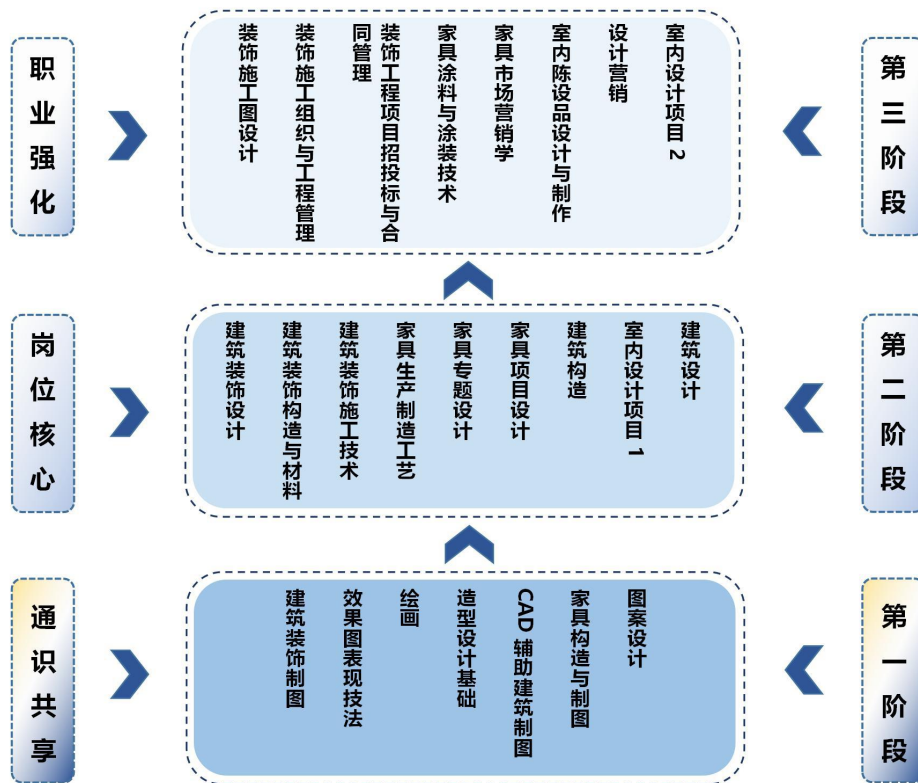 职业强化
装饰施工图设计
装饰施工组织与工程管理
装饰工程项目招投标与合
同管理
家具涂料与涂装技术
家具市场营销学
室内陈设品设计与制作
设计营销
室内设计项目 2
第三阶段
岗位核心
建筑装饰设计
建筑装饰构造与材料
建筑装饰施工技术
家具生产制造工艺
家具专题设计
家具项目设计
建筑构造
室内设计项目 1
建筑设计
第二阶段
通识共享
建筑装饰制图
效果图表现技法
绘画
造型设计基础
CAD 辅助建筑制图
家具构造与制图
图案设计
第一阶段